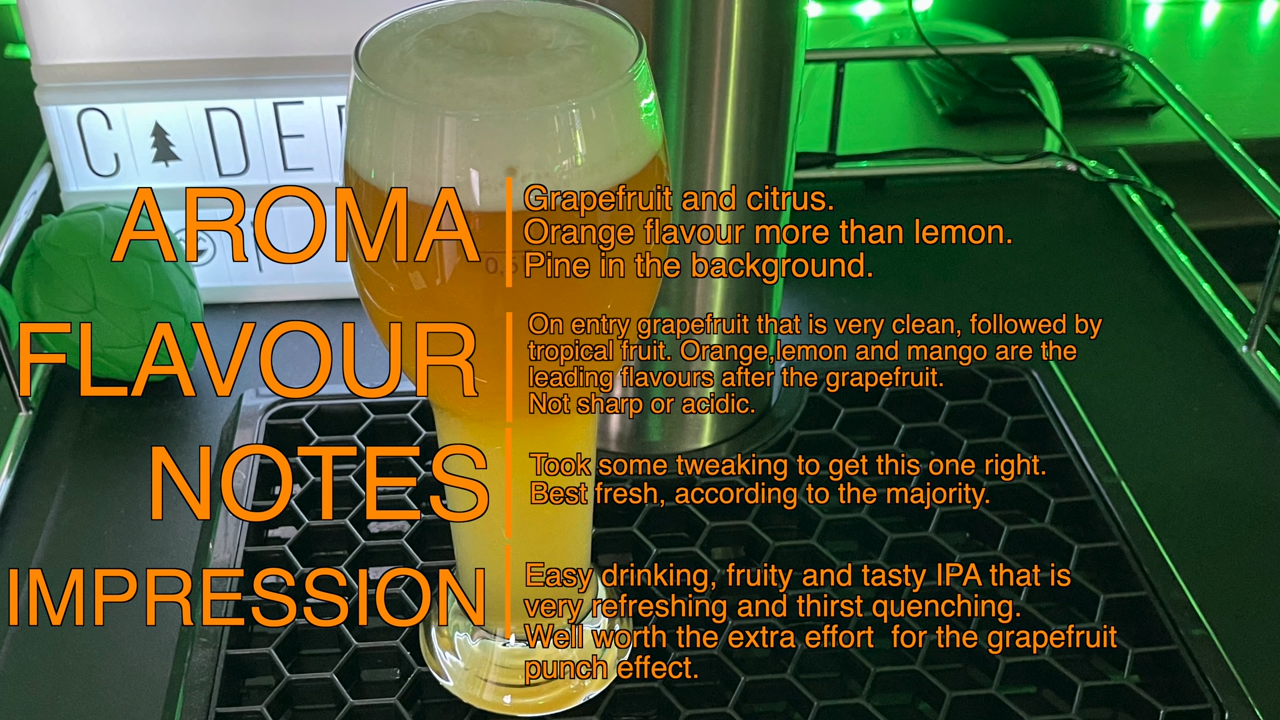 C DE
AROMA
Grapefruit and citrus.
Orange flavour more than lemon.
Pine in the background.
FLAVOUR
On entry grapefruit that is very clean, followed by
tropical fruit. Orange,lemon and mango are the
leading flavours after the grapefruit.
Not sharp or acidic.
NOTES
Took some tweaking to get this one right.
Best fresh, according to the majority.
IMPRESSION
Easy drinking, fruity and tasty IPA that is
very refreshing and thirst quenching.
Well worth the extra effort  for the grapefruit
punch effect.